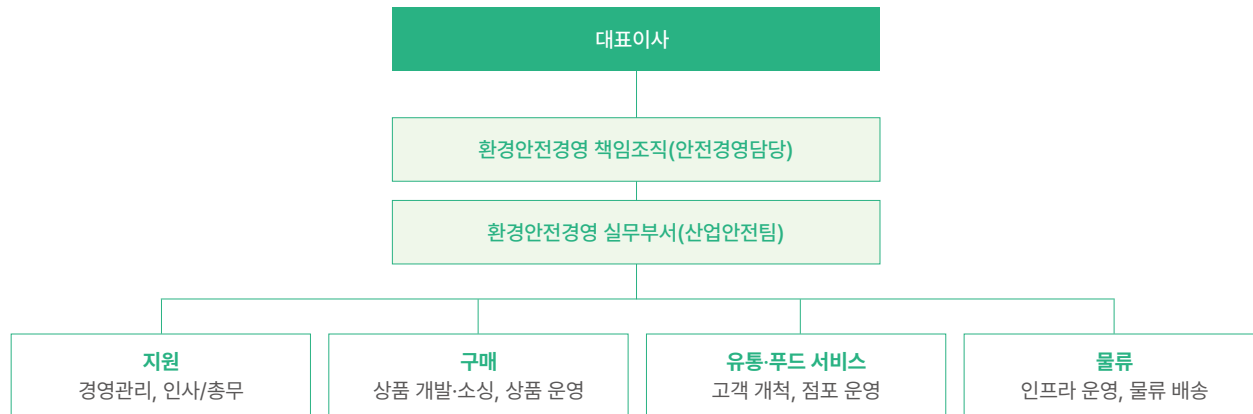 대표이사
환경안전경영 책임조직(안전경영담당)
환경안전경영 실무부서(산업안전팀)
지원
경영관리, 인사/총무
구매
상품 개발·소싱, 상품 운영
유통·푸드 서비스
고객 개척, 점포 운영
물류
인프라 운영, 물류 배송